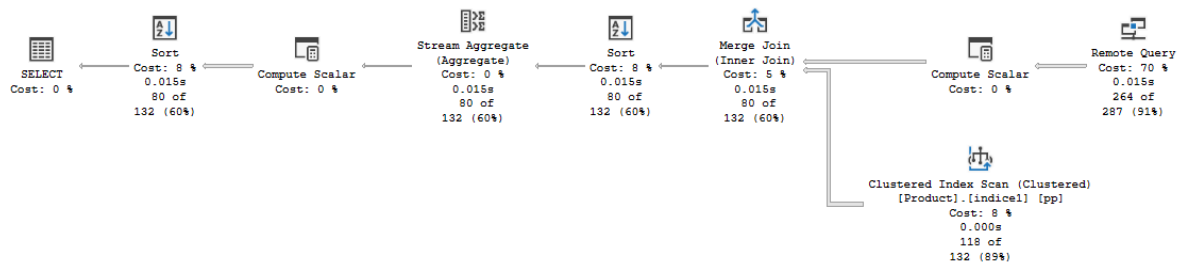 SELECT
Cost: 0 %
Sort
Cost: 8 %
0.015s
80 of
132 (60%)
Compute Scalar
Cost: 0 %
Stream Aggregate
(Aggregate)
Cost: 0 %
0.015s
80 of
132 (60%)
Sort
Cost: 8 %
0.015s
80 of
132 (60%)
Merge Join
(Inner Join)
Cost: 5 %
0.015s
80 of
132 (60%)
Compute Scalar
Cost: 0 %
Remote Query
Cost: 70 %
0.015s
264 of
287 (91%)
Clustered Index Scan (Clustered)
[Product].[indice1] [pp]
Cost: 8 %
0.000s
118 of
132 (89%)